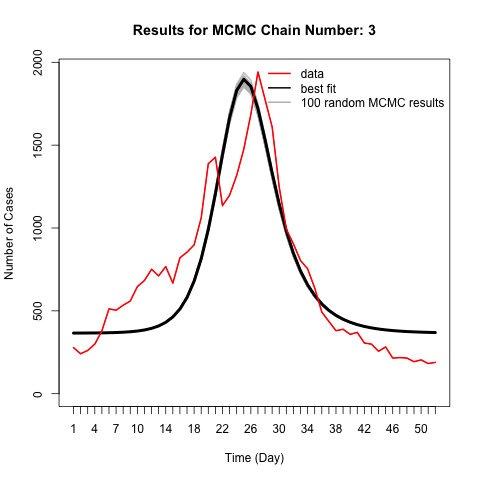 Results for MCMC Chain Number: 3
data
best fit
100 random MCMC results
Number of Cases
2000
1500
1000
500
0
1 4 7 10 14 18 22 26 30 34 38 42 46 50
Time (Day)